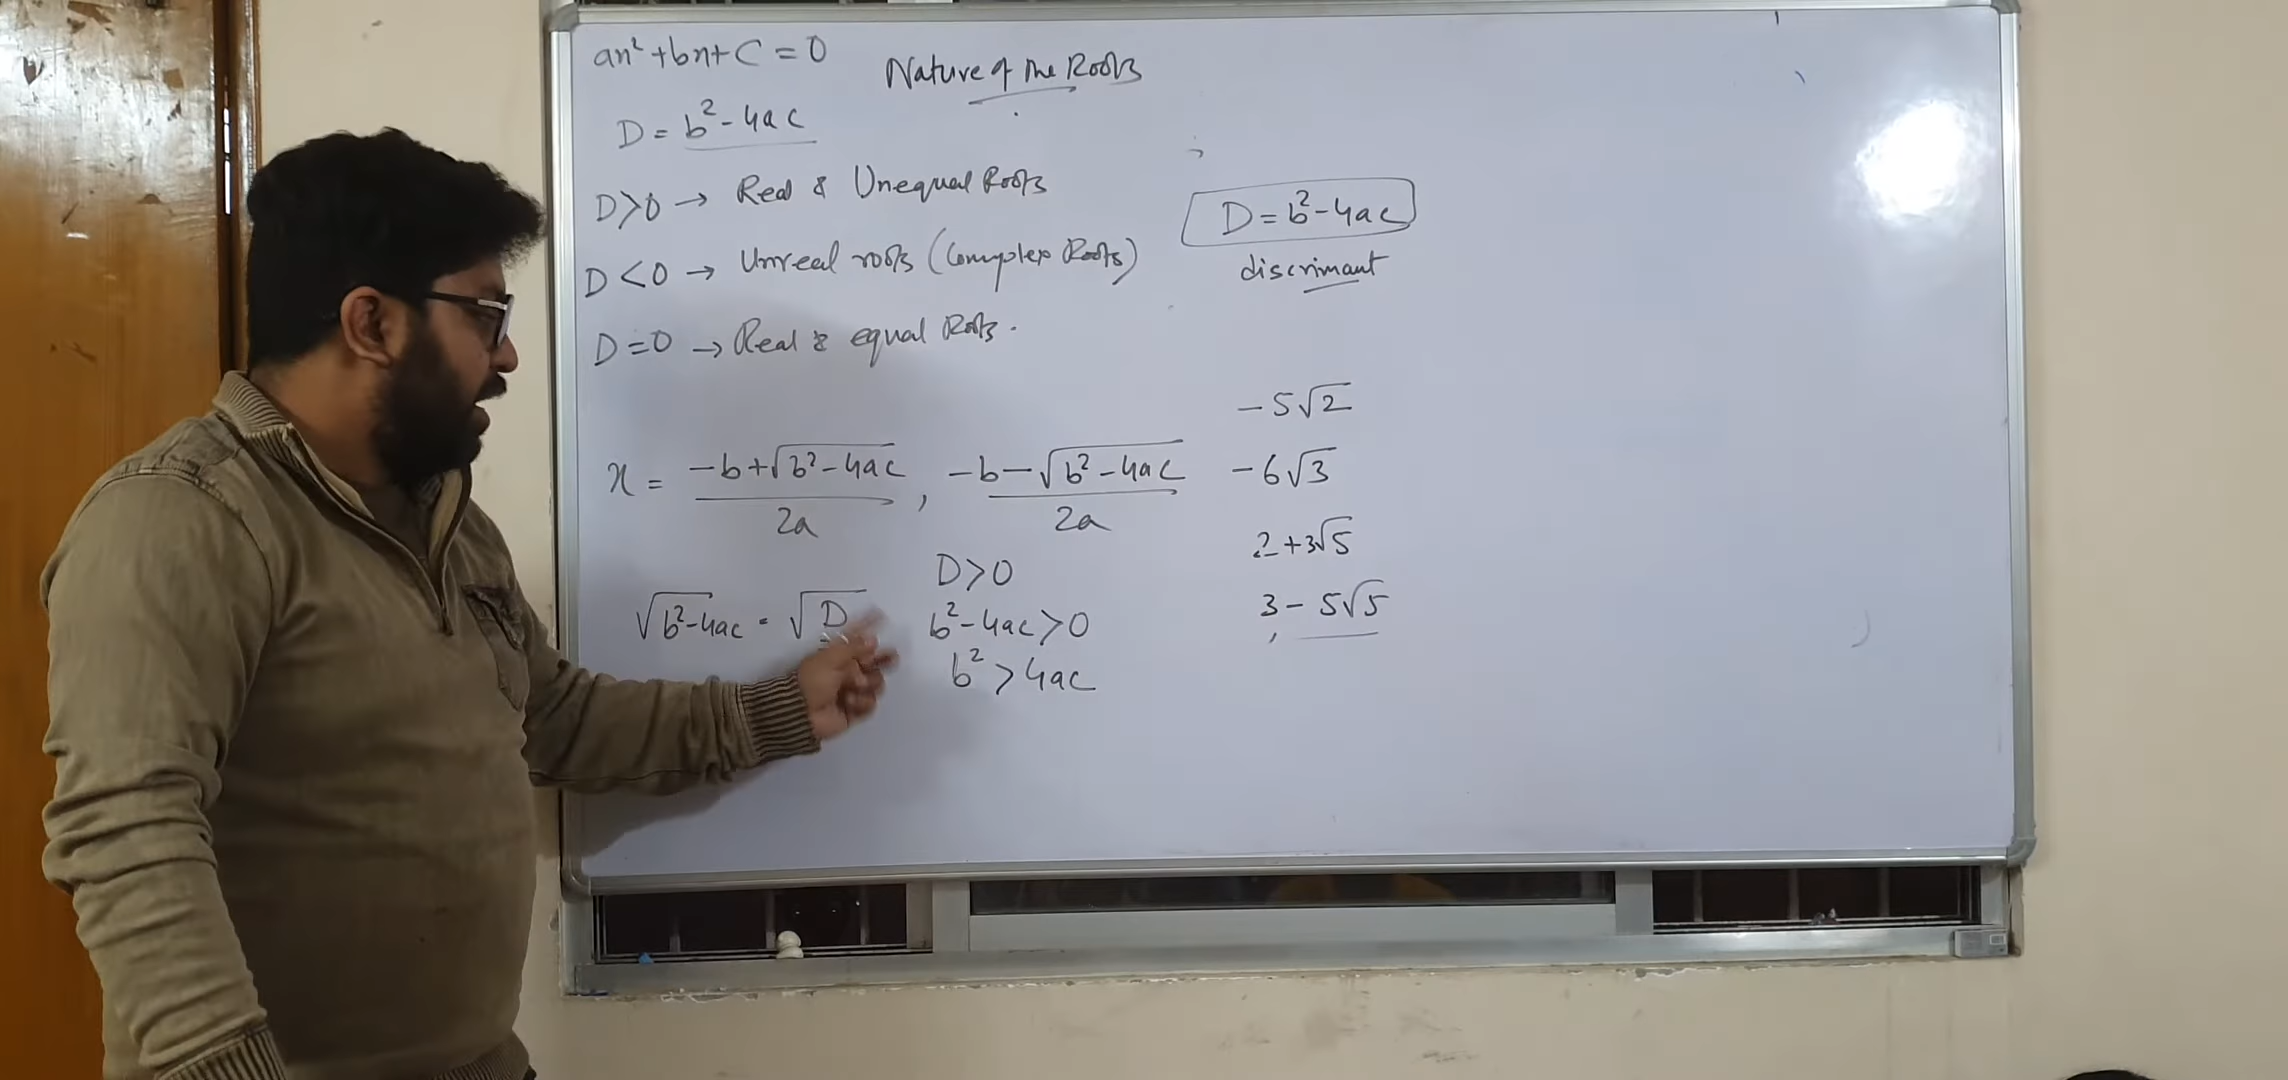 ax² + bx + C = 0
Nature of the Roots
D = b² - 4ac
D>0 → Real & Unequal Roots
D<0 → Unreal roots (Complex Roots)
D=0 → Real & equal Roots.
D = b² - 4ac
discrimant
x = (-b+√(b²-4ac))/2a , (-b-√(b²-4ac))/2a
√(b²-4ac) = √D
D>0
b²-4ac>0
b²>4ac
-5√2
-6√3
2+3√5
3-5√5